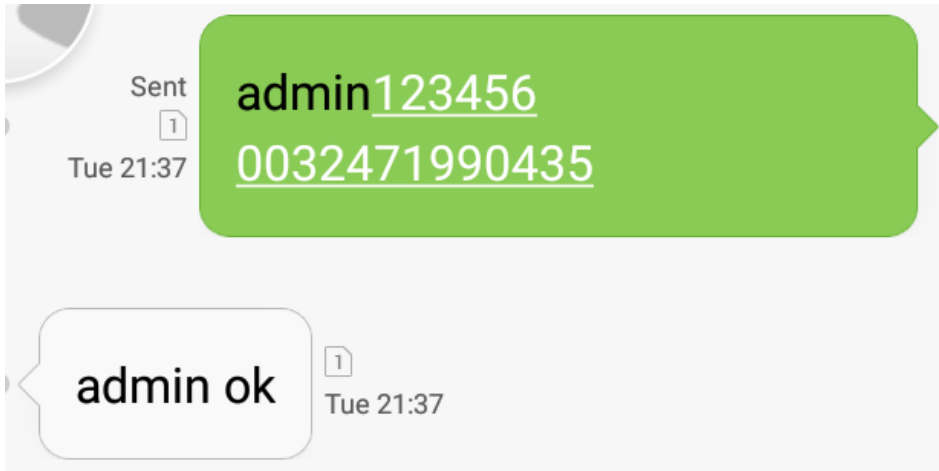 Sent
1
Tue 21:37
admin123456
0032471990435
admin ok
1
Tue 21:37